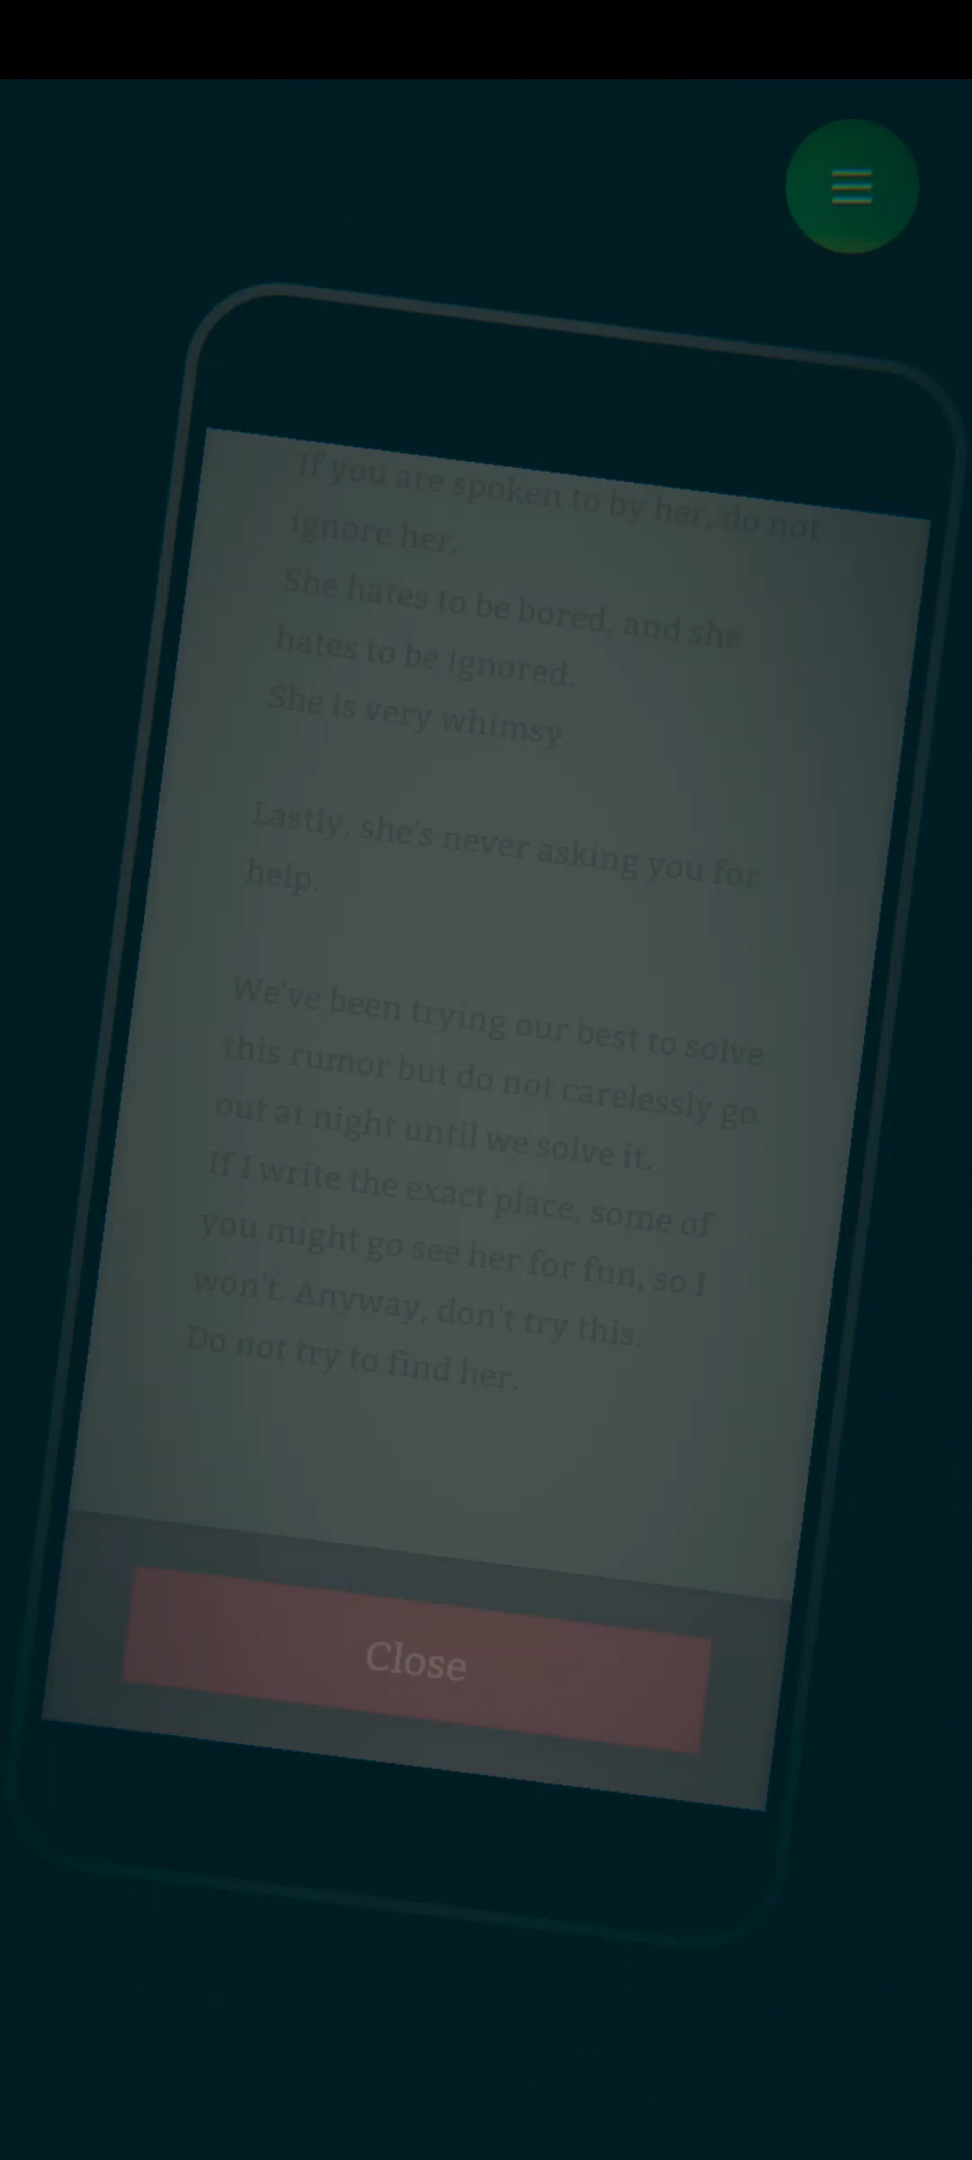 If you are spoken to by her, do not
ignore her.
She hates to be bored, and she
hates to be ignored.
She is very whimsy.
Lastly, she's never asking you for
help.
We've been trying our best to solve
this rumor but do not carelessly go
out at night until we solve it.
If I write the exact place, some of
you might go see her for fun, so I
won't. Anyway, don't try this.
Do not try to find her.
Close